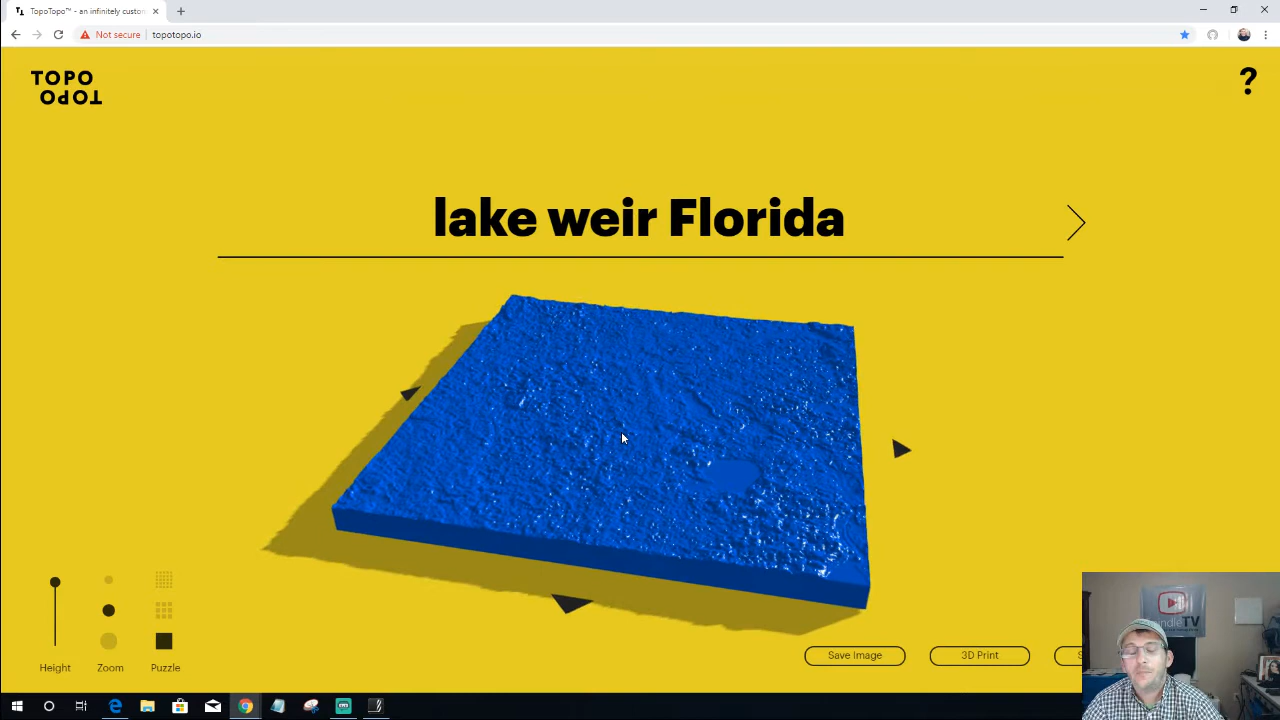 TopoTopo™ - an infinitely custon
Not secure
topotopo.io
TOPO
TOPO
?
lake weir Florida
Height
Zoom
Puzzle
Save Image
3D Print